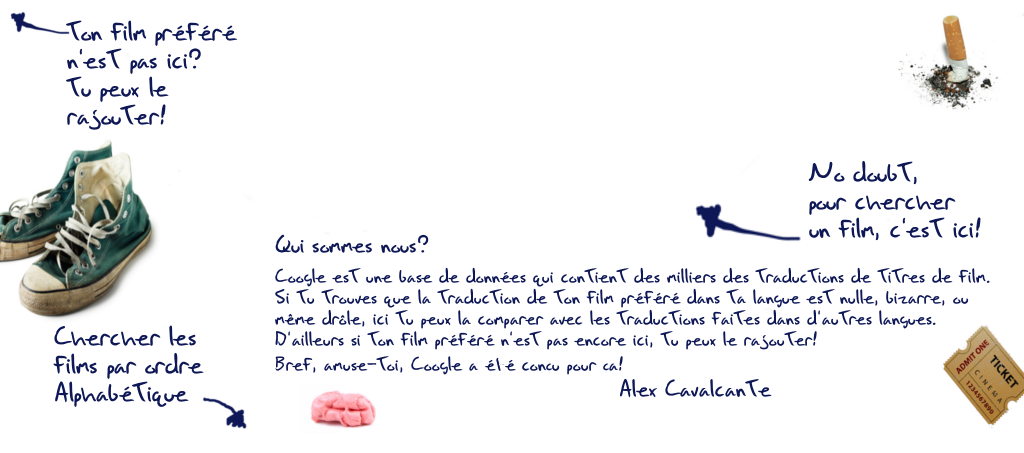 Ton film préféré
n'est pas ici?
Tu peux le
rajouter!
No doubt,
pour chercher
un film, c'est ici!
Qui sommes nous?
Coogle est une base de données qui contient des milliers des traductions de titres de film.
Si tu trouves que la traduction de ton film préféré dans ta langue est nulle, bizarre, ou
même drôle, ici tu peux la comparer avec les traductions faites dans d'autres langues.
D'ailleurs si ton film préféré n'est pas encore ici, tu peux le rajouter!
Bref, amuse-toi, Coogle a élé concu pour ca!
Alex Cavalcante
Chercher les
films par ordre
Alphabétique
ADMIT ONE
TICKET
CINEMA
1234567890